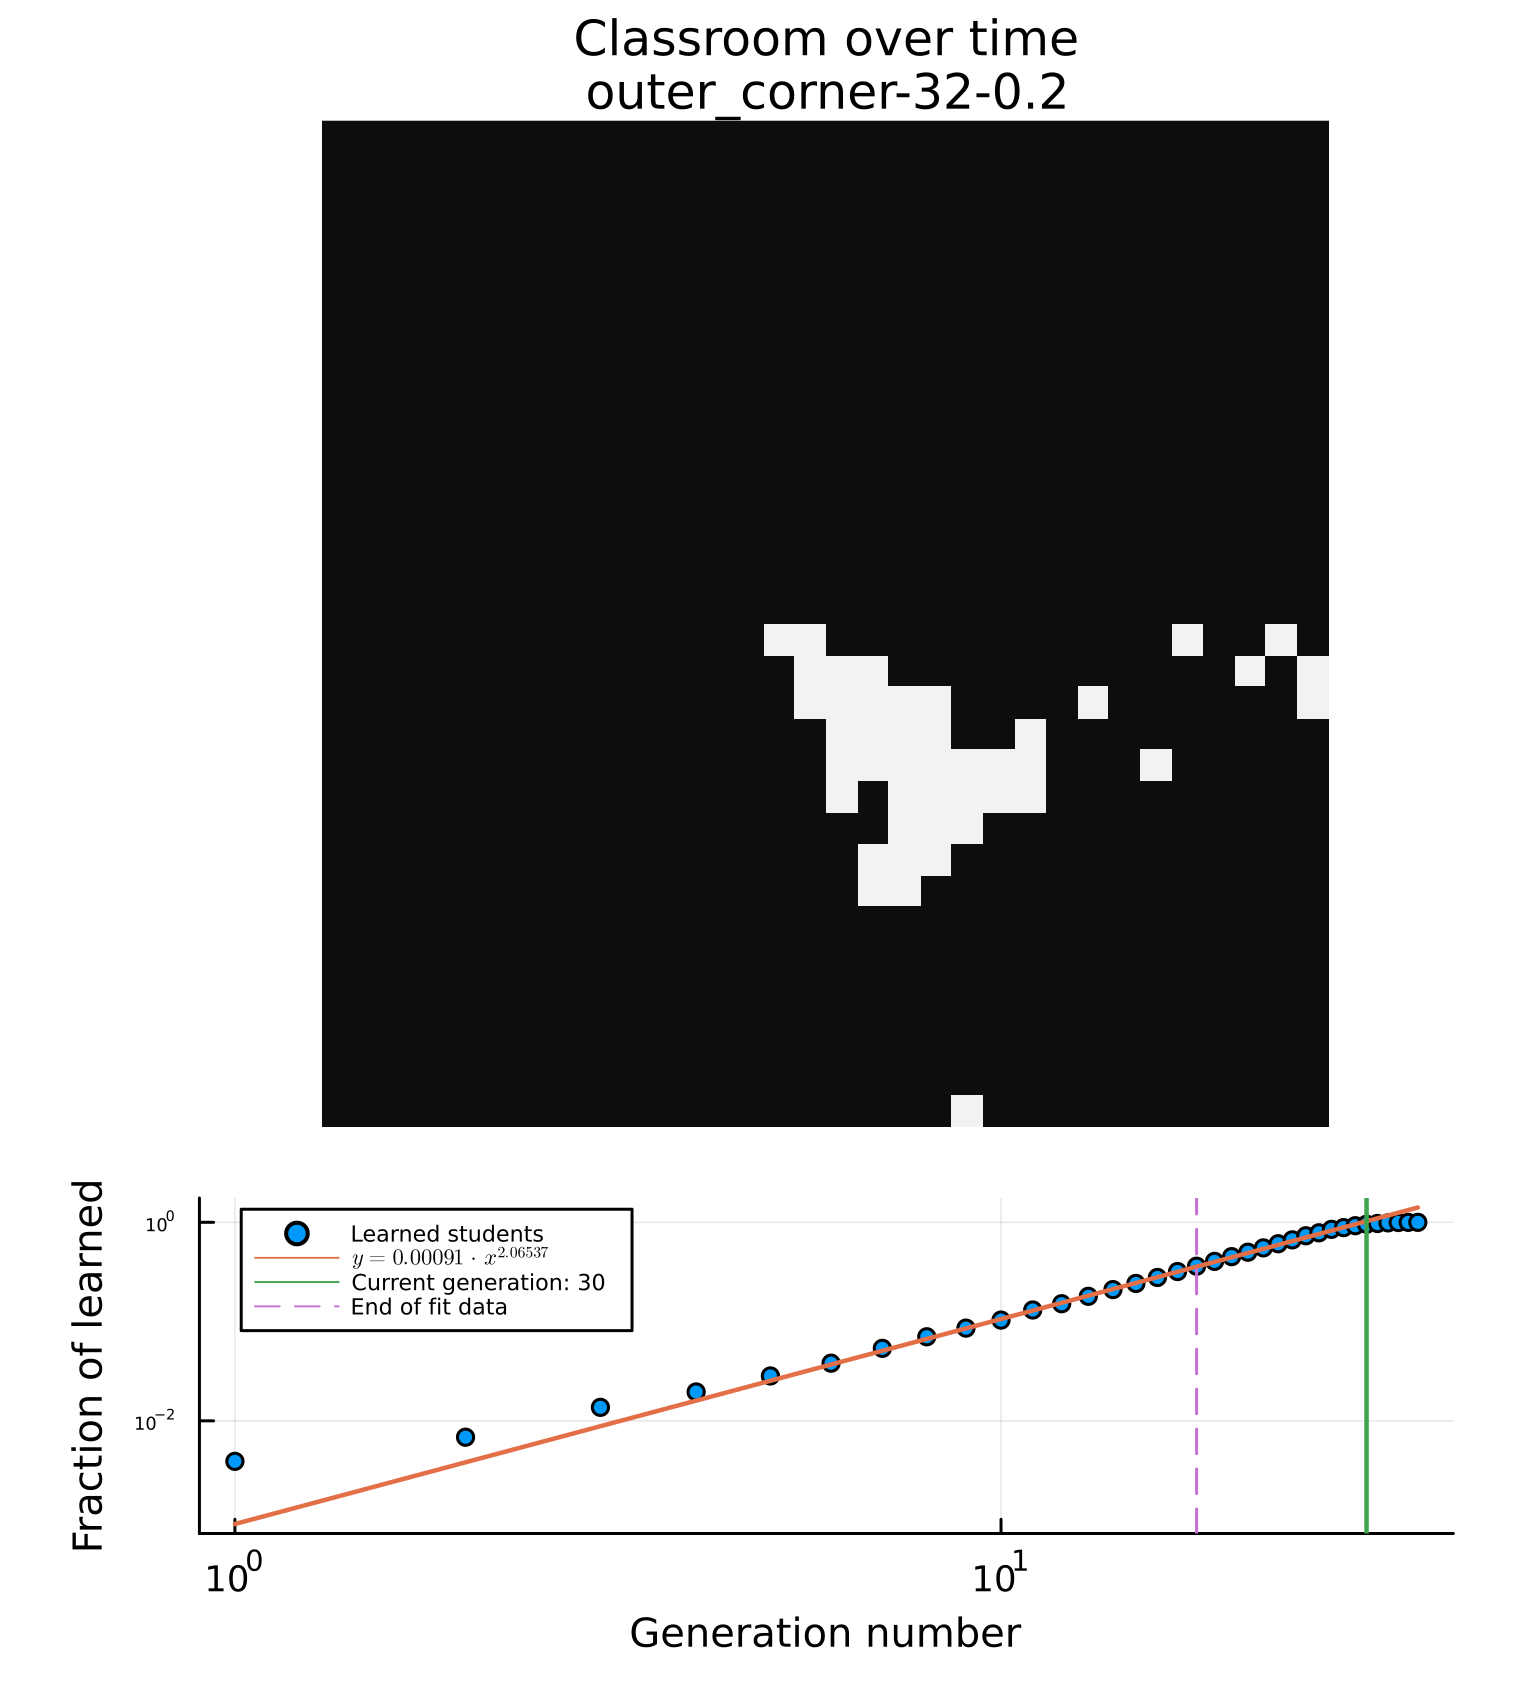 Classroom over time
outer_corner-32-0.2
Fraction of learned
10^0
10^-2
Learned students
y = 0.00091 · x^2.06537
Current generation: 30
End of fit data
10^0
10^1
Generation number